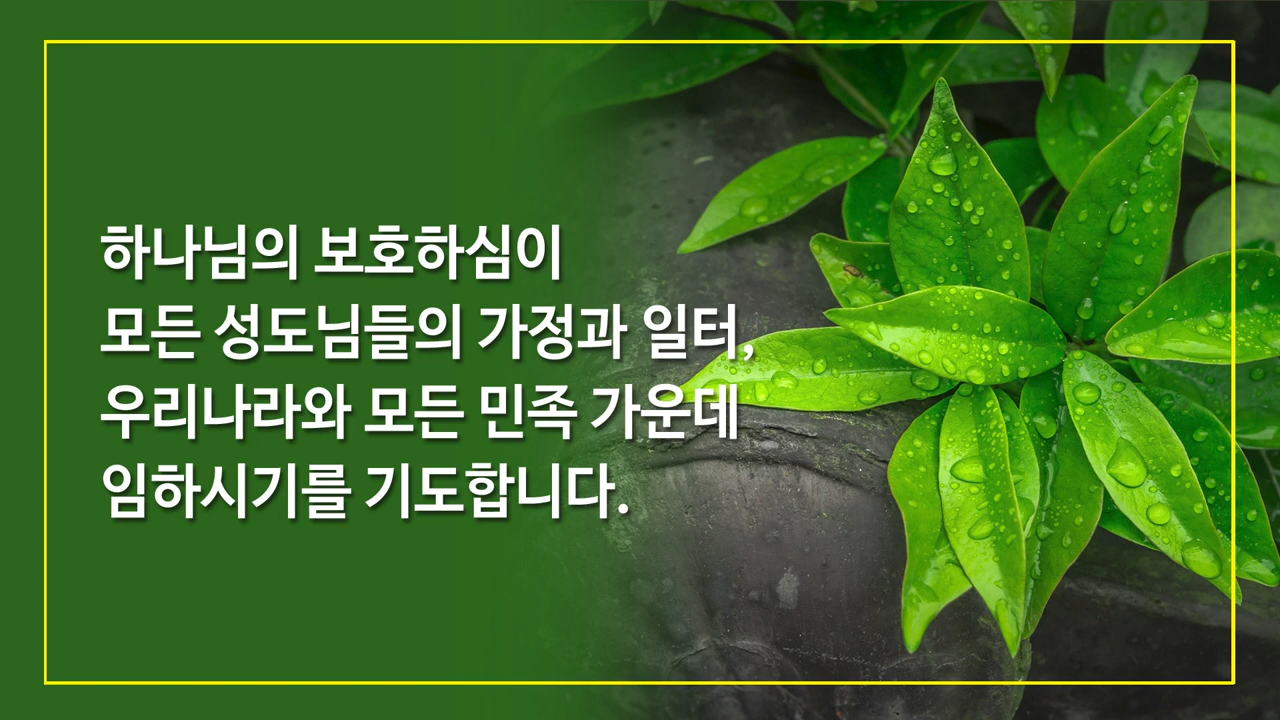 하나님의 보호하심이
모든 성도님들의 가정과 일터,
우리나라와 모든 민족 가운데
임하시기를 기도합니다.